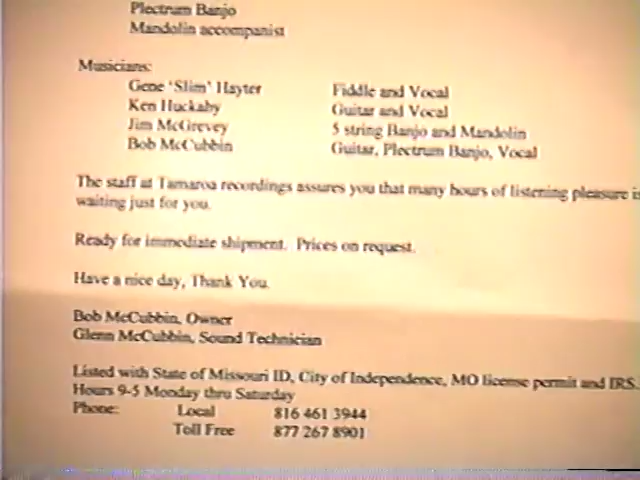 Plectrum Banjo
Mandolin accompanist
Musicians:
Gene 'Slim' Hayter Fiddle and Vocal
Ken Huckaby Guitar and Vocal
Jim McGrevey 5 string Banjo and Mandolin
Bob McCubbin Guitar, Plectrum Banjo, Vocal
The staff at Tamaroa recordings assures you that many hours of listening pleasure is
waiting just for you.
Ready for immediate shipment. Prices on request.
Have a nice day, Thank You.
Bob McCubbin, Owner
Glenn McCubbin, Sound Technician
Listed with State of Missouri ID, City of Independence, MO license permit and IRS.
Hours 9-5 Monday thru Saturday
Phone: Local 816 461 3944
Toll Free 877 267 8901